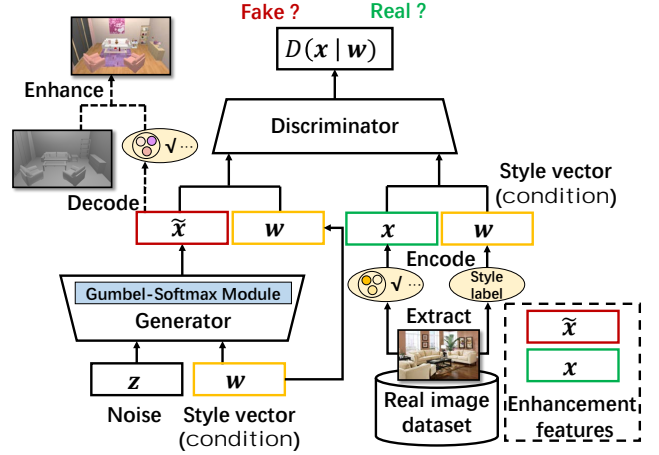 Fake ?
Real ?
D(x | w)
Enhance
Discriminator
√ ...
Style vector
(condition)
Decode
x̃
w
x
w
Encode
√ ...
Style
label
Gumbel-Softmax Module
Generator
Extract
x̃
x
z
w
Noise
Style vector
(condition)
Real image
dataset
Enhancement
features